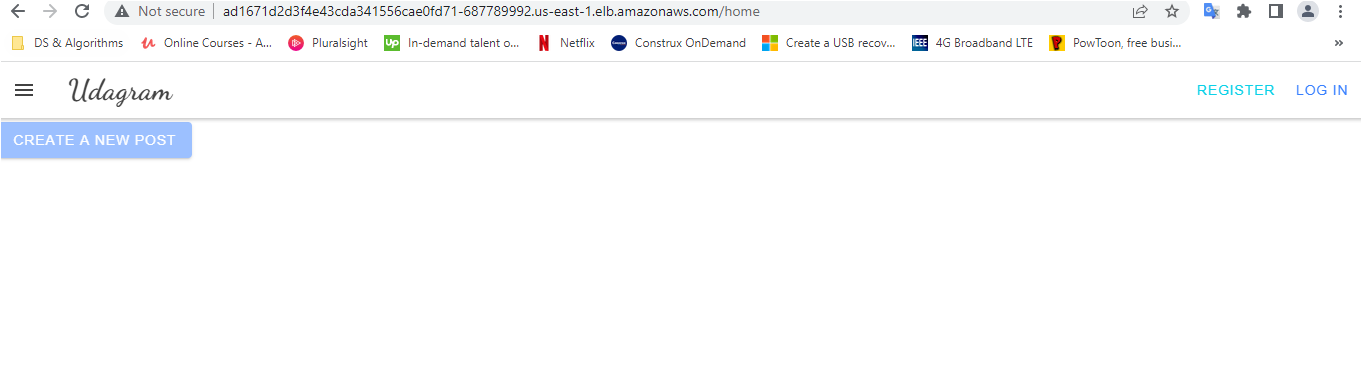 Not secure ad1671d2d3f4e43cda341556cae0fd71-687789992.us-east-1.elb.amazonaws.com/home
DS & Algorithms Online Courses - A... Pluralsight Up In-demand talent o... N Netflix Construx OnDemand Create a USB recov... IEEE 4G Broadband LTE P PowToon, free busi... »
Udagram REGISTER LOG IN
CREATE A NEW POST